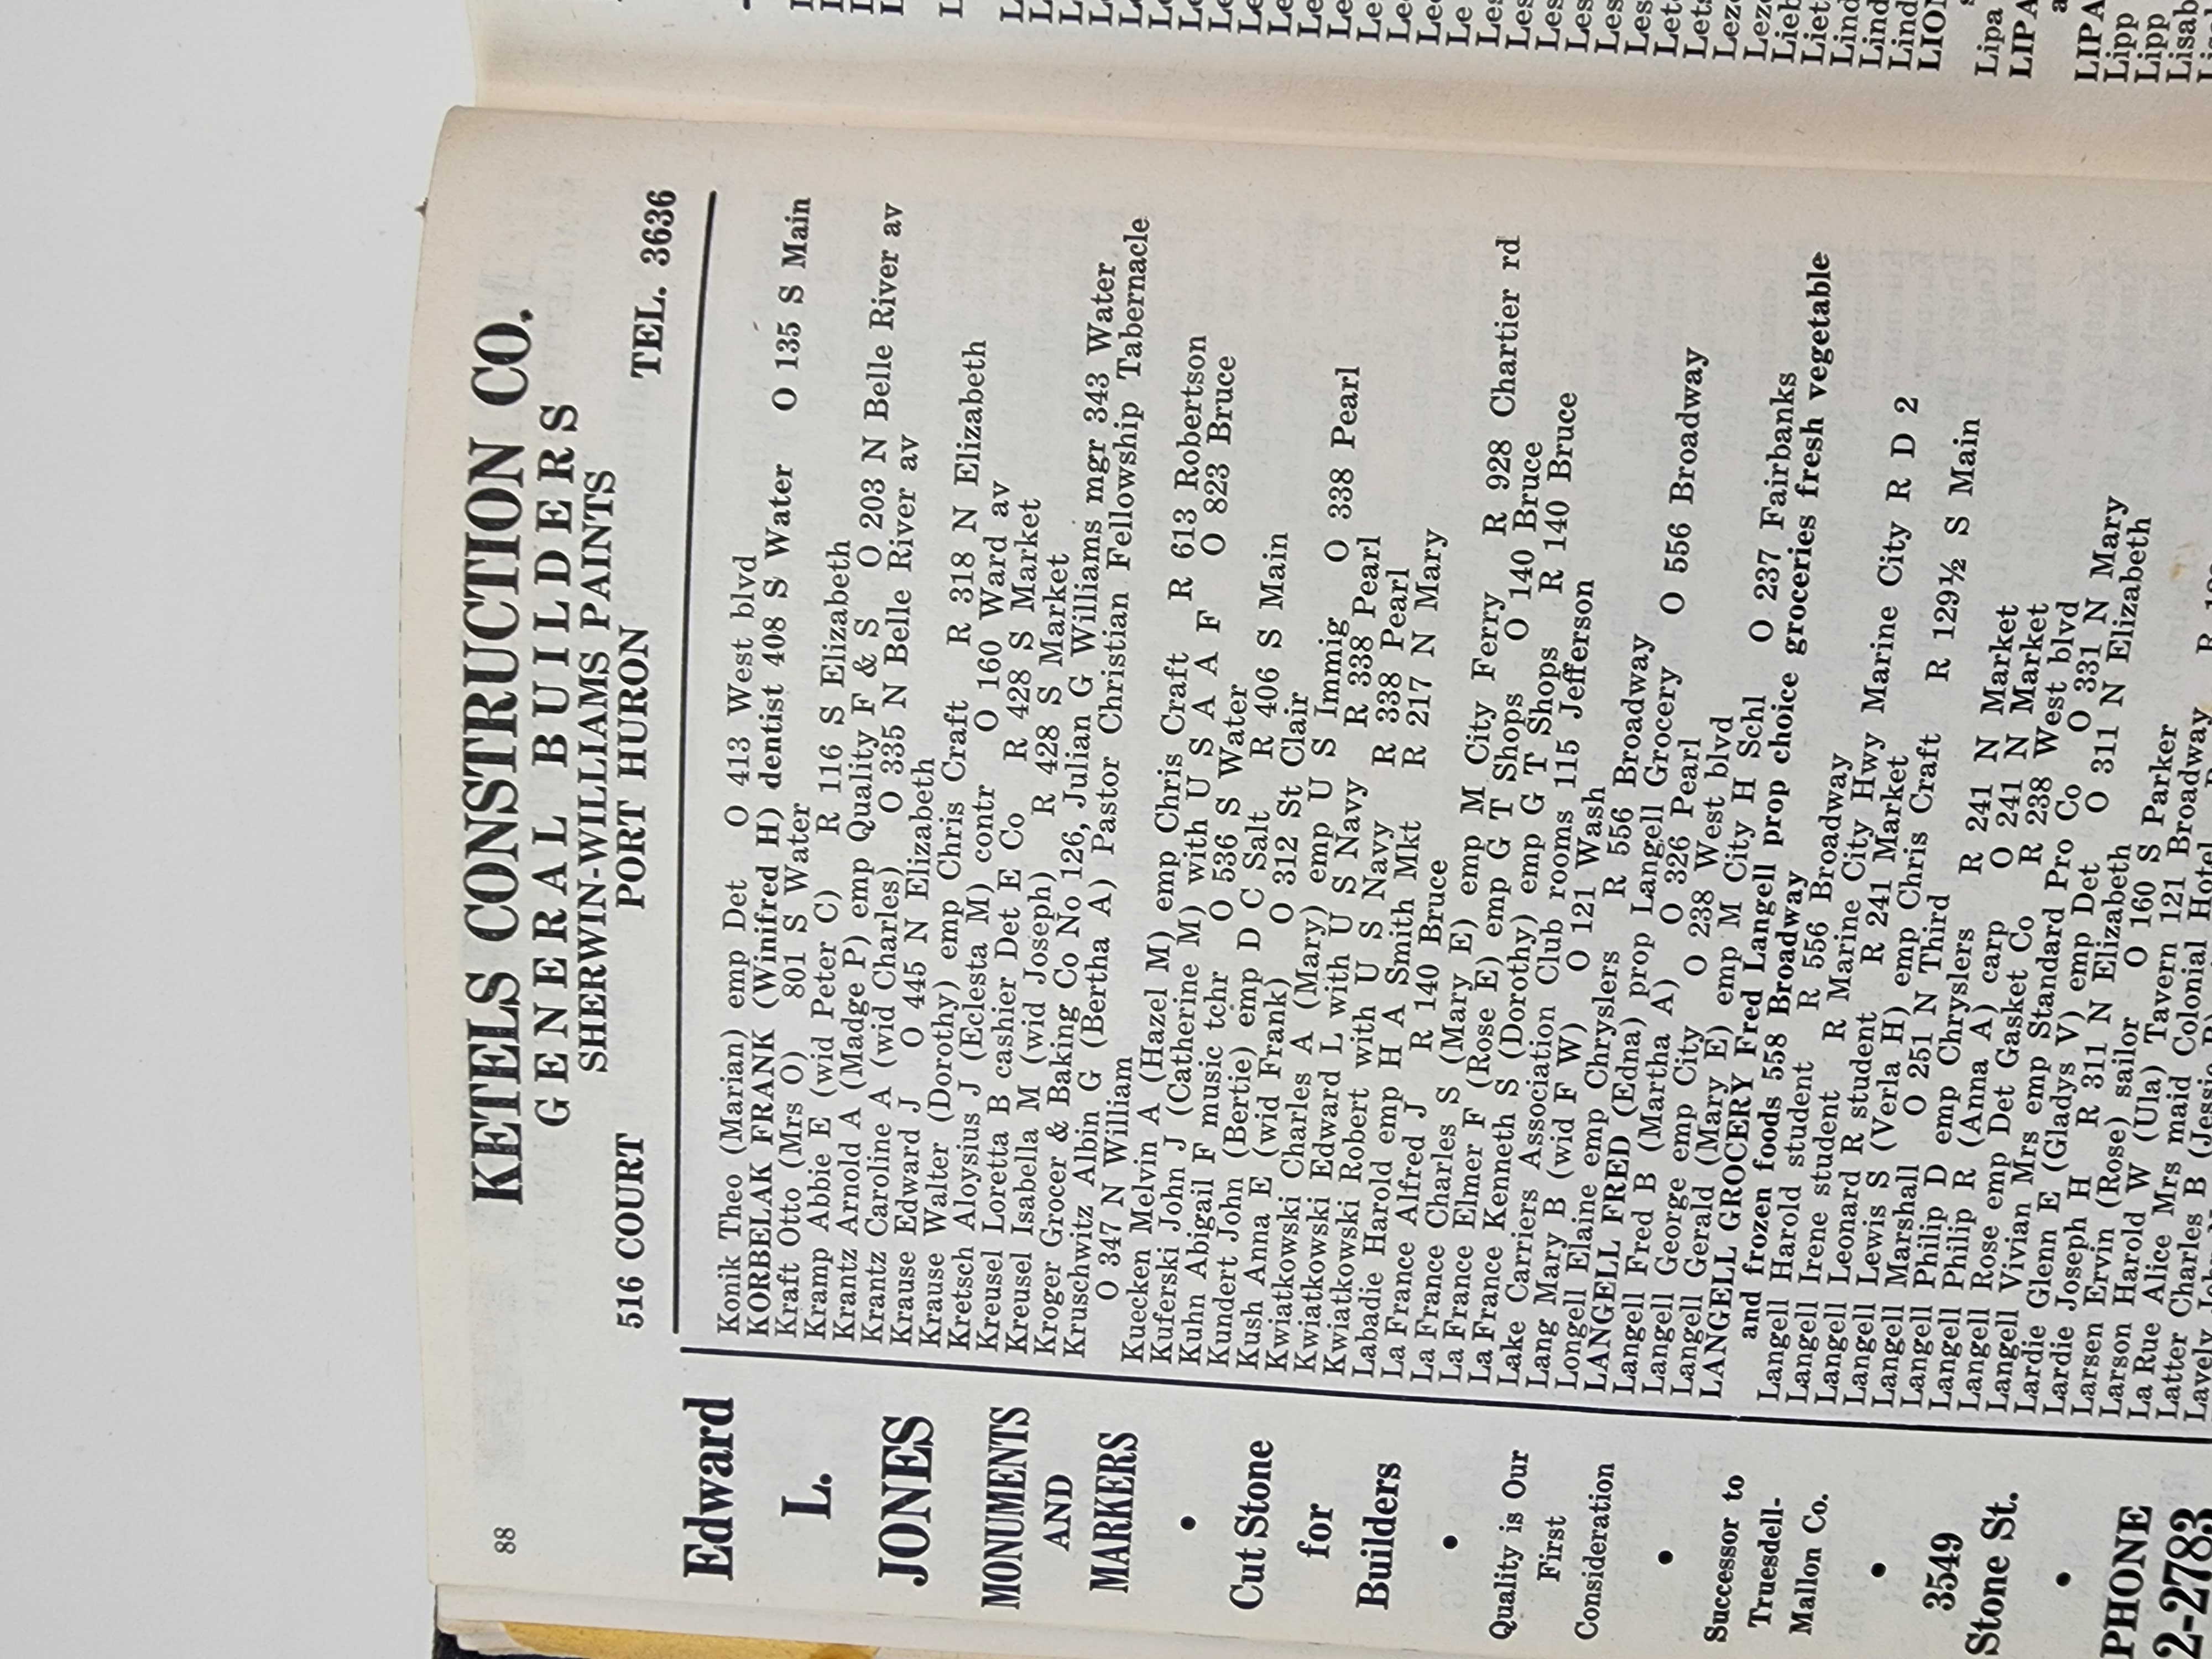 88
KETELS CONSTRUCTION CO.
GENERAL BUILDERS
SHERWIN-WILLIAMS PAINTS
516 COURT PORT HURON TEL. 3636
Edward
L.
JONES
MONUMENTS
AND
MARKERS
•
Cut Stone
for
Builders
•
Quality is Our
First
Consideration
•
Successor to
Truesdell-
Mallon Co.
•
3549
Stone St.
•
PHONE
2-2783
Konik Theo (Marian) emp Det O 413 West blvd
KORBELAK FRANK (Winifred H) dentist 408 S Water O 135 S Main
Kraft Otto (Mrs O) 801 S Water
Kramp Abbie E (wid Peter C) R 116 S Elizabeth
Krantz Arnold A (Madge P) emp Quality F & S O 203 N Belle River av
Krantz Caroline A (wid Charles) O 335 N Belle River av
Krause Edward J O 445 N Elizabeth
Krause Walter (Dorothy) emp Chris Craft R 318 N Elizabeth
Kretsch Aloysius J (Eclesta M) contr O 160 Ward av
Kreusel Loretta B cashier Det E Co R 428 S Market
Kreusel Isabella M (wid Joseph) R 428 S Market
Kroger Grocer & Baking Co No 126, Julian G Williams mgr 343 Water
Kruschwitz Albin G (Bertha A) Pastor Christian Fellowship Tabernacle
O 347 N William
Kuecken Melvin A (Hazel M) emp Chris Craft R 613 Robertson
Kuferski John J (Catherine M) with U S A A F O 823 Bruce
Kuhn Abigail F music tchr O 536 S Water
Kundert John (Bertie) emp D C Salt R 406 S Main
Kush Anna E (wid Frank) O 312 St Clair
Kwiatkowski Charles A (Mary) emp U S Immig O 338 Pearl
Kwiatkowski Edward L with U S Navy R 338 Pearl
Kwiatkowski Robert with U S Navy R 338 Pearl
Labadie Harold emp H A Smith Mkt R 217 N Mary
La France Alfred J R 140 Bruce
La France Charles S (Mary E) emp M City Ferry R 928 Chartier rd
La France Elmer F (Rose E) emp G T Shops O 140 Bruce
La France Kenneth S (Dorothy) emp G T Shops R 140 Bruce
Lake Carriers Association Club rooms 115 Jefferson
Lang Mary B (wid F W) O 121 Wash
Longell Elaine emp Chryslers R 556 Broadway
LANGELL FRED (Edna) prop Langell Grocery O 556 Broadway
Langell Fred B (Martha A) O 326 Pearl
Langell George emp City O 238 West blvd
Langell Gerald (Mary E) emp M City H Schl O 237 Fairbanks
LANGELL GROCERY Fred Langell prop choice groceries fresh vegetable
and frozen foods 558 Broadway
Langell Harold student R 556 Broadway
Langell Irene student R Marine City Hwy Marine City R D 2
Langell Leonard R student R 241 Market
Langell Lewis S (Verla H) emp Chris Craft R 129½ S Main
Langell Marshall O 251 N Third
Langell Philip D emp Chryslers R 241 N Market
Langell Philip R (Anna A) carp O 241 N Market
Langell Rose emp Det Gasket Co R 238 West blvd
Langell Vivian Mrs emp Standard Pro Co O 331 N Mary
Lardie Glenn E (Gladys V) emp Det O 311 N Elizabeth
Lardie Joseph H R 311 N Elizabeth
Larsen Ervin (Rose) sailor O 160 S Parker
Larson Harold W (Ula) Tavern 121 Broadway
La Rue Alice Mrs maid Colonial Hotel
Latter Charles B (Jessie
Lavely
Lind
Lind
Lind
Lipa
LIPA
LIPA
Lipp
Lipp
Lisab